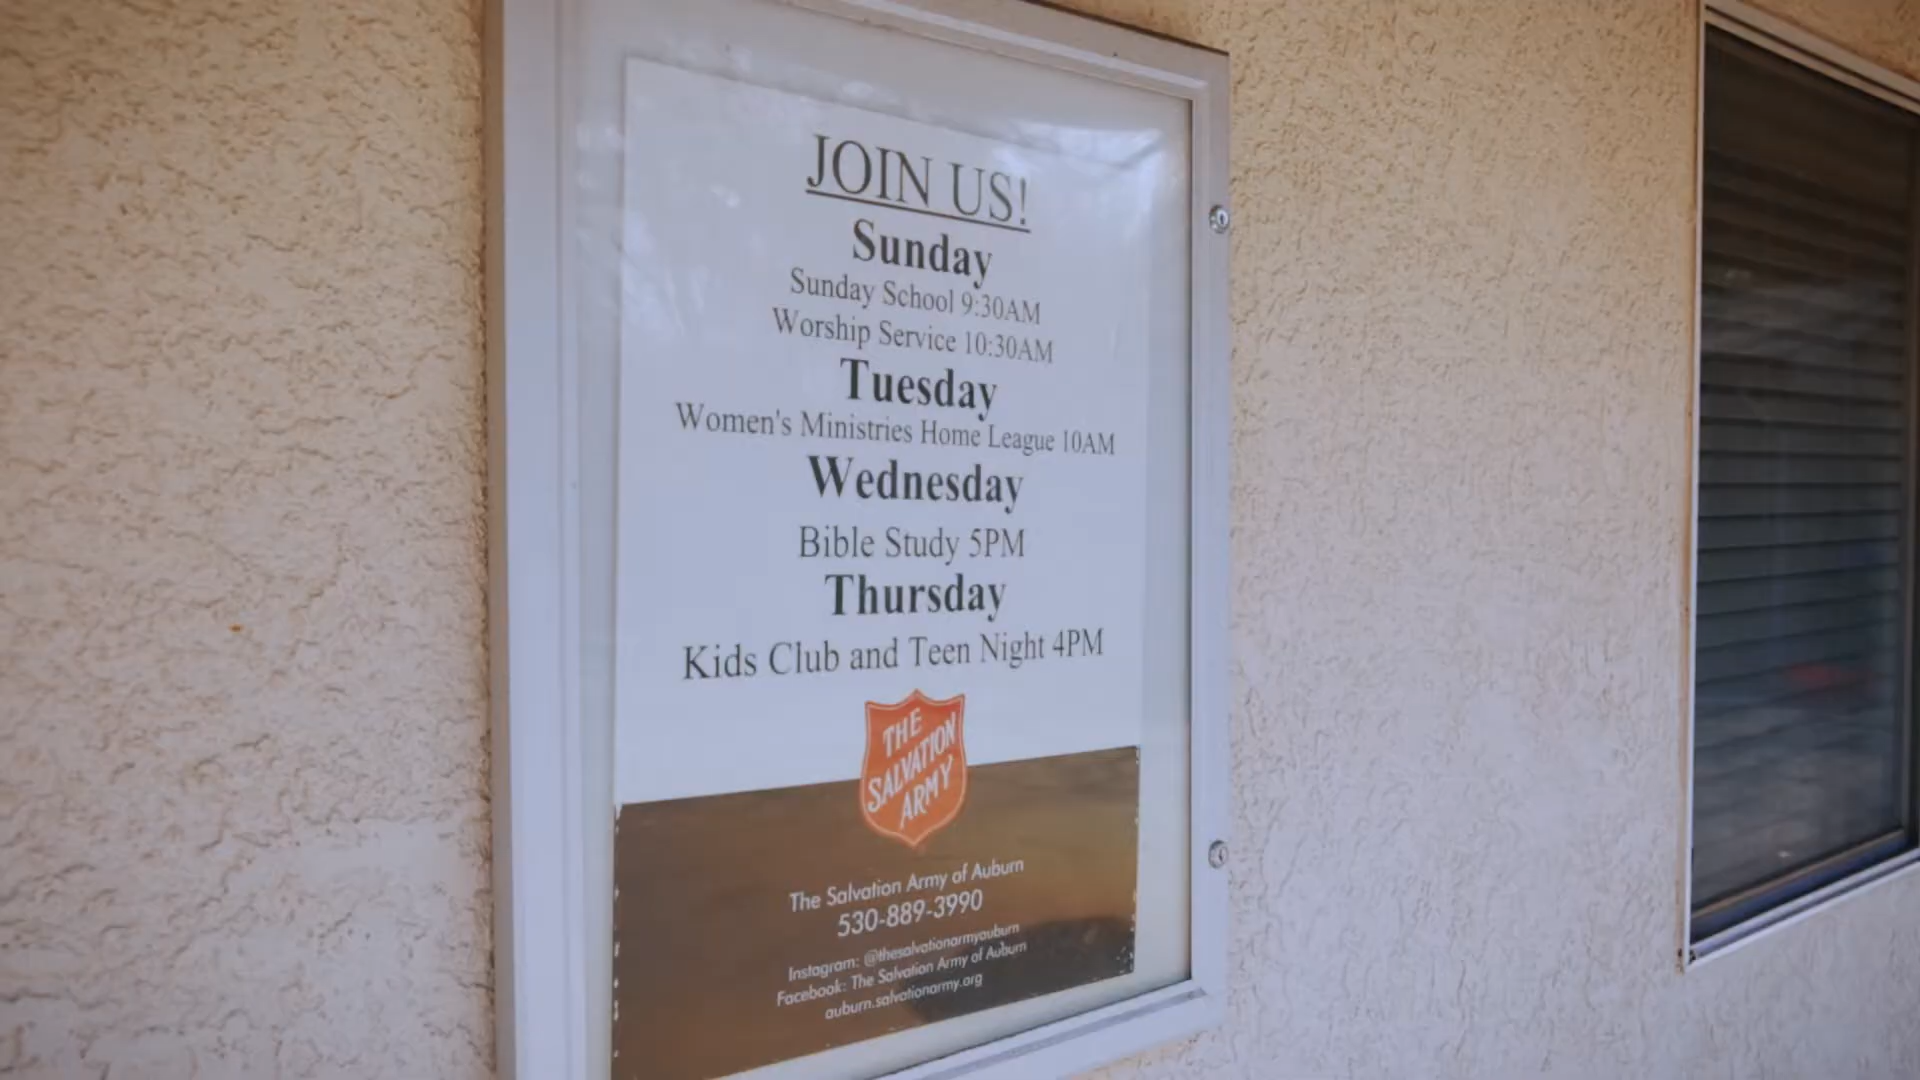 JOIN US!
Sunday
Sunday School 9:30AM
Worship Service 10:30AM
Tuesday
Women's Ministries Home League 10AM
Wednesday
Bible Study 5PM
Thursday
Kids Club and Teen Night 4PM
THE
SALVATION
ARMY
The Salvation Army of Auburn
530-889-3990
Instagram: @thesalvationarmyauburn
Facebook: The Salvation Army of Auburn
auburn.salvationarmy.org